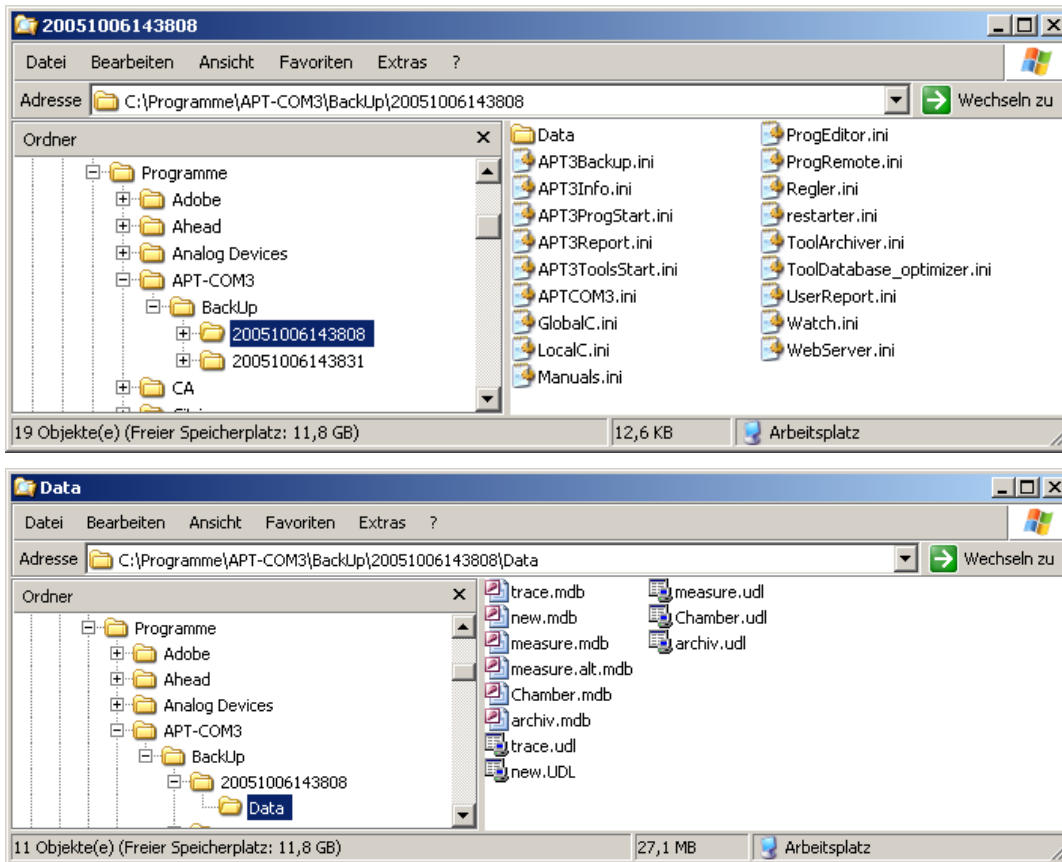 20051006143808
Datei Bearbeiten Ansicht Favoriten Extras ?
Adresse C:\Programme\APT-COM3\BackUp\20051006143808 Wechseln zu
Ordner
Programme
Adobe
Ahead
Analog Devices
APT-COM3
BackUp
20051006143808
20051006143831
CA
Data
APT3Backup.ini
APT3Info.ini
APT3ProgStart.ini
APT3Report.ini
APT3ToolsStart.ini
APTCOM3.ini
GlobalC.ini
LocalC.ini
Manuals.ini
ProgEditor.ini
ProgRemote.ini
Regler.ini
restarter.ini
ToolArchiver.ini
ToolDatabase_optimizer.ini
UserReport.ini
Watch.ini
WebServer.ini
19 Objekte(e) (Freier Speicherplatz: 11,8 GB) 12,6 KB Arbeitsplatz
Data
Datei Bearbeiten Ansicht Favoriten Extras ?
Adresse C:\Programme\APT-COM3\BackUp\20051006143808\Data Wechseln zu
Ordner
Programme
Adobe
Ahead
Analog Devices
APT-COM3
BackUp
20051006143808
Data
trace.mdb
new.mdb
measure.mdb
measure.alt.mdb
Chamber.mdb
archiv.mdb
trace.udl
new.UDL
measure.udl
Chamber.udl
archiv.udl
11 Objekte(e) (Freier Speicherplatz: 11,8 GB) 27,1 MB Arbeitsplatz